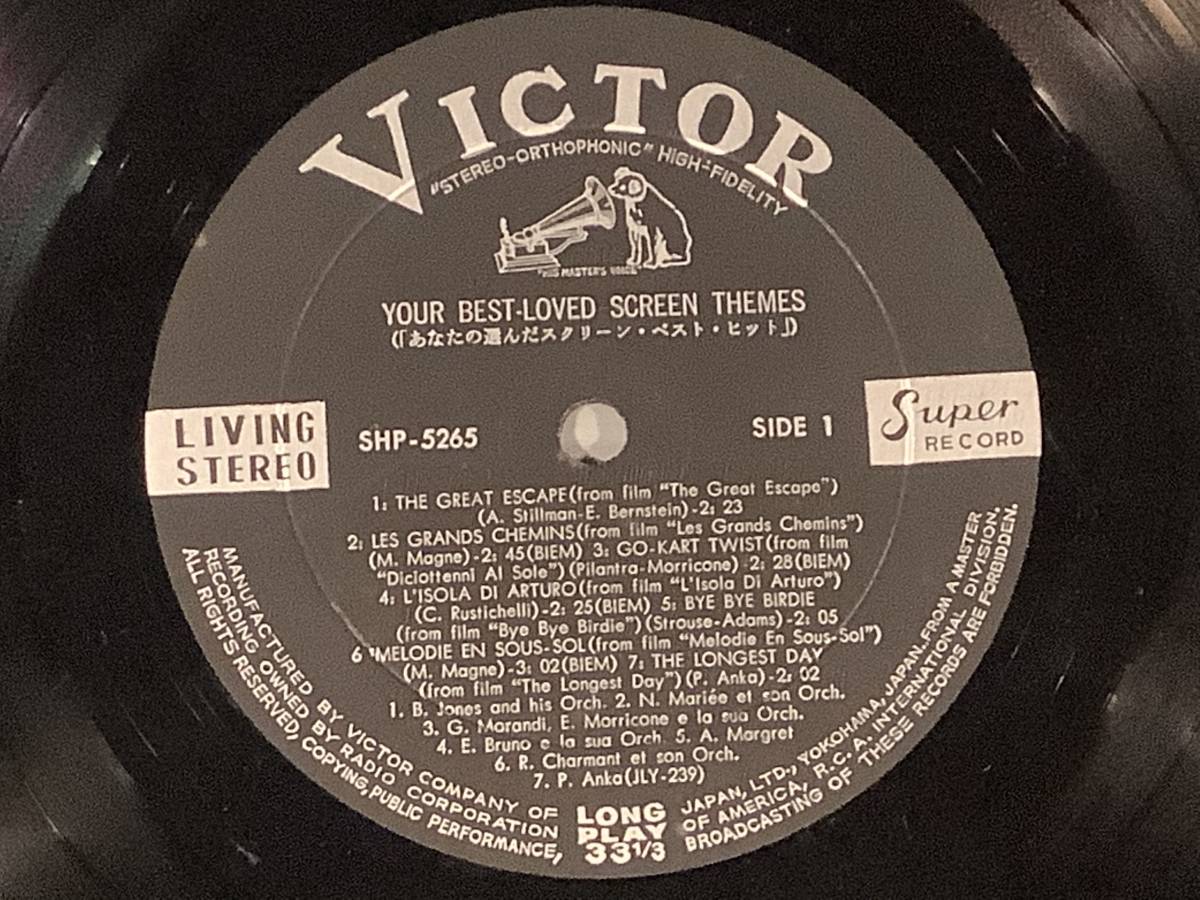 VICTOR
"STEREO-ORTHOPHONIC" HIGH-FIDELITY
"HIS MASTER'S VOICE"
YOUR BEST-LOVED SCREEN THEMES
(「あなたの選んだスクリーン・ベスト・ヒット」)
LIVING
STEREO
SHP-5265
SIDE 1
Super
RECORD
1: THE GREAT ESCAPE(from film "The Great Escape")
(A. Stillman-E. Bernstein)-2: 23
2: LES GRANDS CHEMINS(from film "Les Grands Chemins")
(M. Magne)-2: 45(BIEM) 3: GO-KART TWIST(from film
"Diciottenni Al Sole")(Pilantra-Morricone)-2: 28(BIEM)
4: L'ISOLA DI ARTURO(from film "L'Isola Di Arturo")
(C. Rustichelli)-2: 25(BIEM) 5: BYE BYE BIRDIE
(from film "Bye Bye Birdie")(Strouse-Adams)-2: 05
6 MELODIE EN SOUS-SOL(from film "Melodie En Sous-Sol")
(M. Magne)-3: 02(BIEM) 7: THE LONGEST DAY
(from film "The Longest Day")(P. Anka)-2: 02
1. B. Jones and his Orch. 2. N. Mariée et son Orch.
3. G. Morandi, E. Morricone e la sua Orch.
4. E. Bruno e la sua Orch. 5. A. Margret
6. R. Charmant et son Orch.
7. P. Anka(JLY-239)
MANUFACTURED BY VICTOR COMPANY OF JAPAN, LTD., YOKOHAMA, JAPAN. FROM A MASTER
RECORDING OWNED BY RADIO CORPORATION OF AMERICA, R.C.A. INTERNATIONAL DIVISION.
ALL RIGHTS RESERVED, COPYING, PUBLIC PERFORMANCE, BROADCASTING OF THESE RECORDS ARE FORBIDDEN.
LONG
PLAY
33 1/3